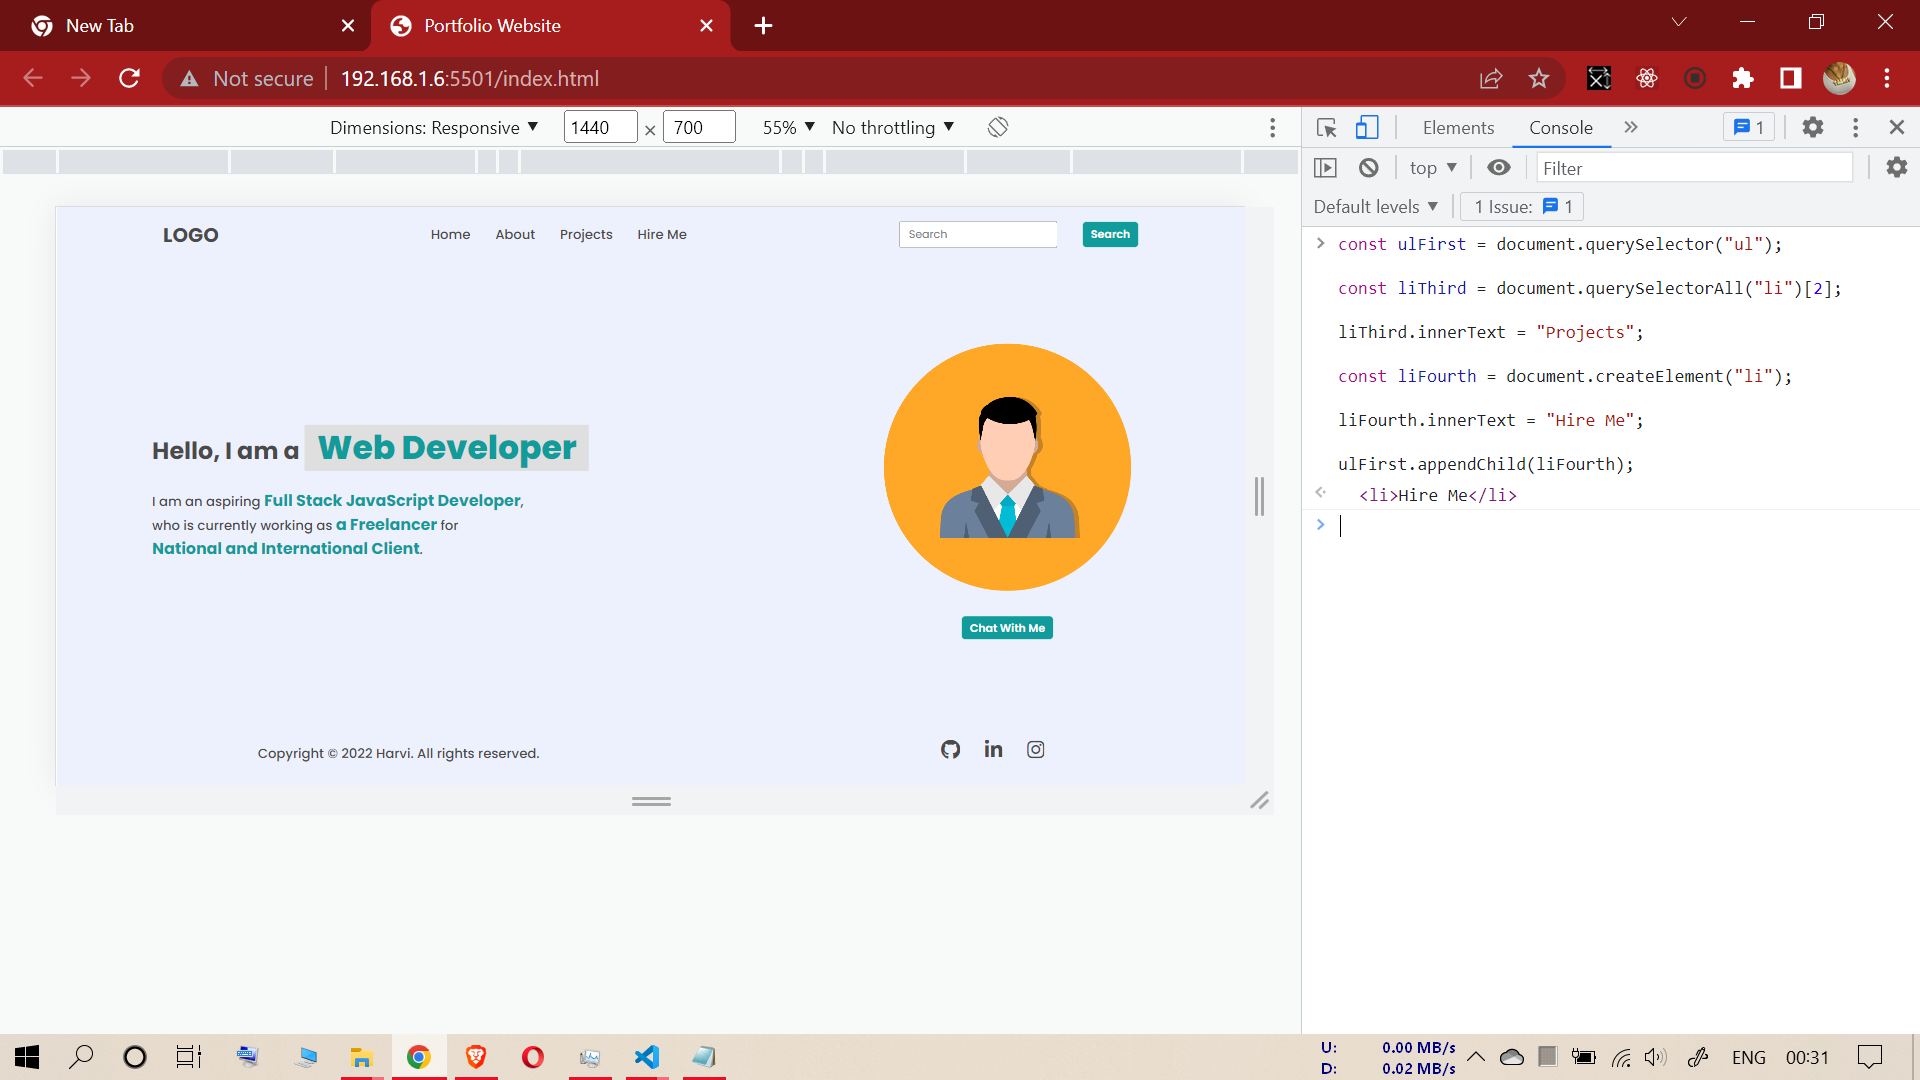 New Tab
Portfolio Website
Not secure
192.168.1.6:5501/index.html
Dimensions: Responsive ▼ 1440 × 700 55% ▼ No throttling ▼
Elements Console » 1
top ▼ Filter
Default levels ▼ 1 Issue: 1
LOGO Home About Projects Hire Me Search Search
Hello, I am a Web Developer
I am an aspiring Full Stack JavaScript Developer,
who is currently working as a Freelancer for
National and International Client.
Chat With Me
Copyright © 2022 Harvi. All rights reserved.
const ulFirst = document.querySelector("ul");
const liThird = document.querySelectorAll("li")[2];
liThird.innerText = "Projects";
const liFourth = document.createElement("li");
liFourth.innerText = "Hire Me";
ulFirst.appendChild(liFourth);
<li>Hire Me</li>
U: 0.00 MB/s
D: 0.02 MB/s
ENG 00:31